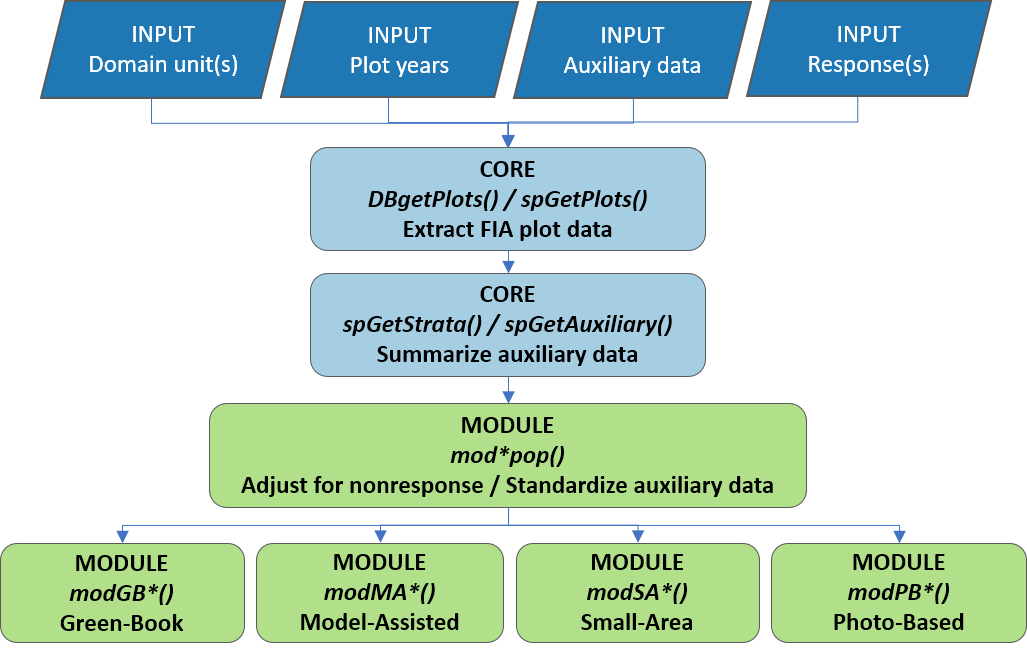 INPUT
Domain unit(s)
INPUT
Plot years
INPUT
Auxiliary data
INPUT
Response(s)
CORE
DBgetPlots() / spGetPlots()
Extract FIA plot data
CORE
spGetStrata() / spGetAuxiliary()
Summarize auxiliary data
MODULE
mod*pop()
Adjust for nonresponse / Standardize auxiliary data
MODULE
modGB*()
Green-Book
MODULE
modMA*()
Model-Assisted
MODULE
modSA*()
Small-Area
MODULE
modPB*()
Photo-Based